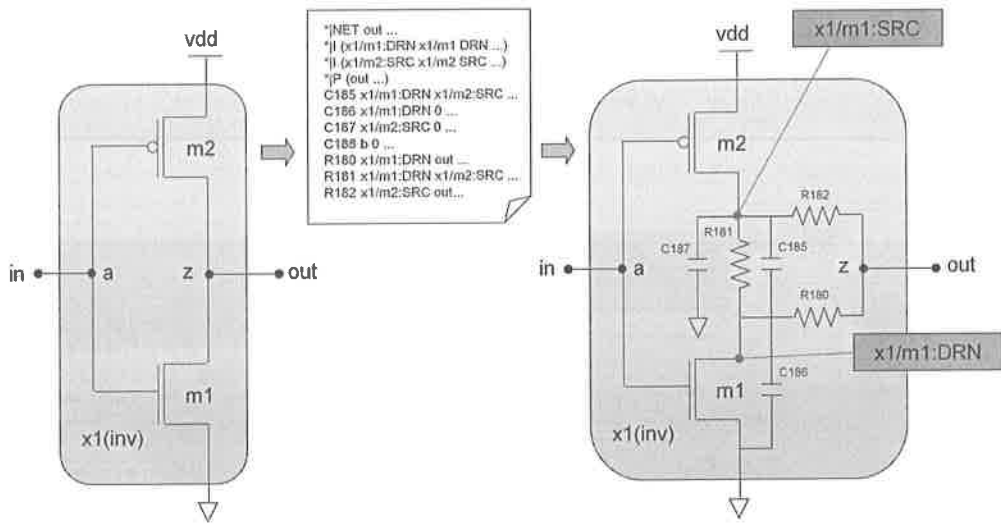 vdd
m2
in
a
z
out
m1
x1(inv)
*|NET out ...
*|I (x1/m1:DRN x1/m1 DRN ...)
*|I (x1/m2:SRC x1/m2 SRC ...)
*|P (out ...)
C185 x1/m1:DRN x1/m2:SRC ...
C186 x1/m1:DRN 0 ...
C187 x1/m2:SRC 0 ...
C188 b 0 ...
R180 x1/m1:DRN out ...
R181 x1/m1:DRN x1/m2:SRC ...
R182 x1/m2:SRC out...
x1/m1:SRC
vdd
m2
R182
R181
C187
C185
in
a
z
out
R180
x1/m1:DRN
C186
m1
x1(inv)